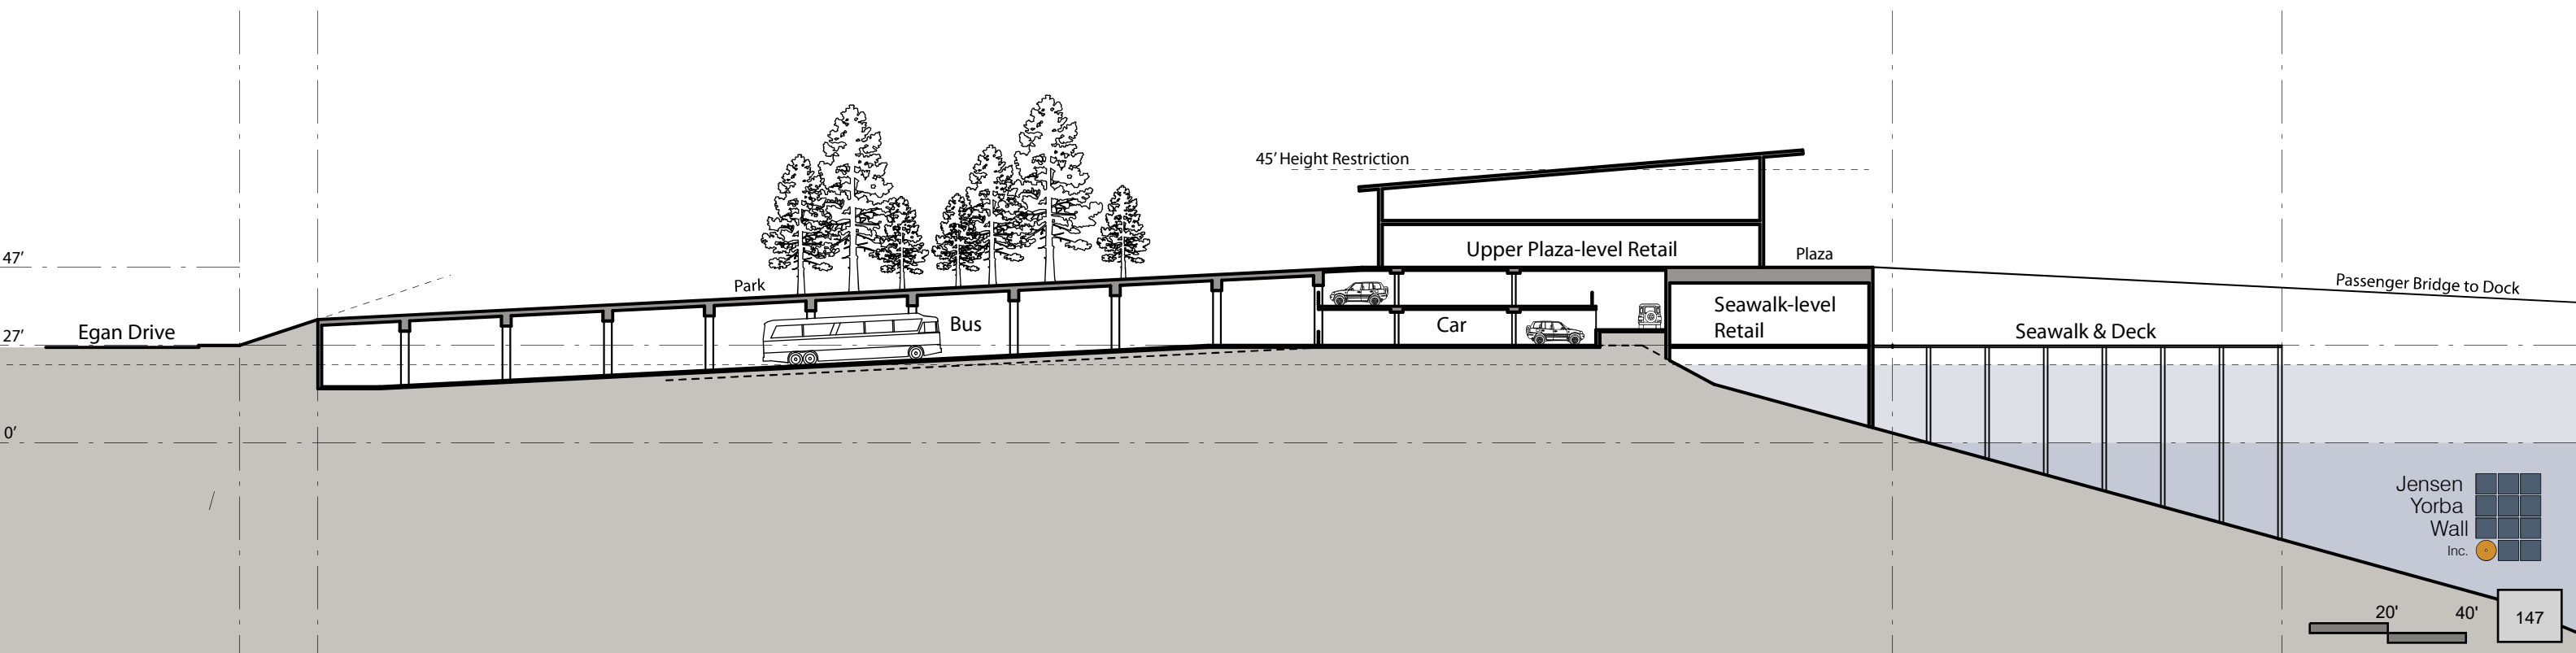 45’ Height Restriction
47’
Upper Plaza-level Retail
Plaza
Park
Passenger Bridge to Dock
27’
Egan Drive
Bus
Car
Seawalk-level
Retail
Seawalk & Deck
0’
Jensen
Yorba
Wall
Inc.
20'
40'
147